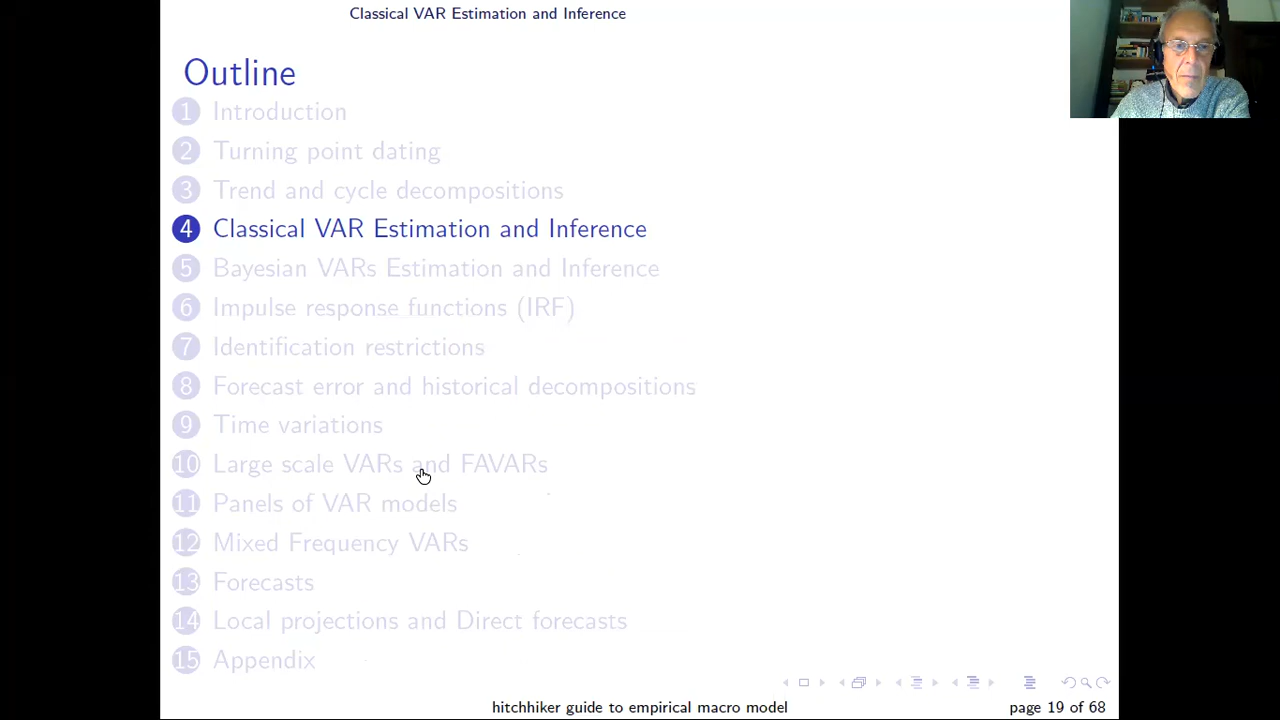 Classical VAR Estimation and Inference
Outline
1 Introduction
2 Turning point dating
3 Trend and cycle decompositions
4 Classical VAR Estimation and Inference
5 Bayesian VARs Estimation and Inference
6 Impulse response functions (IRF)
7 Identification restrictions
8 Forecast error and historical decompositions
9 Time variations
10 Large scale VARs and FAVARs
11 Panels of VAR models
12 Mixed Frequency VARs
13 Forecasts
14 Local projections and Direct forecasts
15 Appendix
hitchhiker guide to empirical macro model page 19 of 68